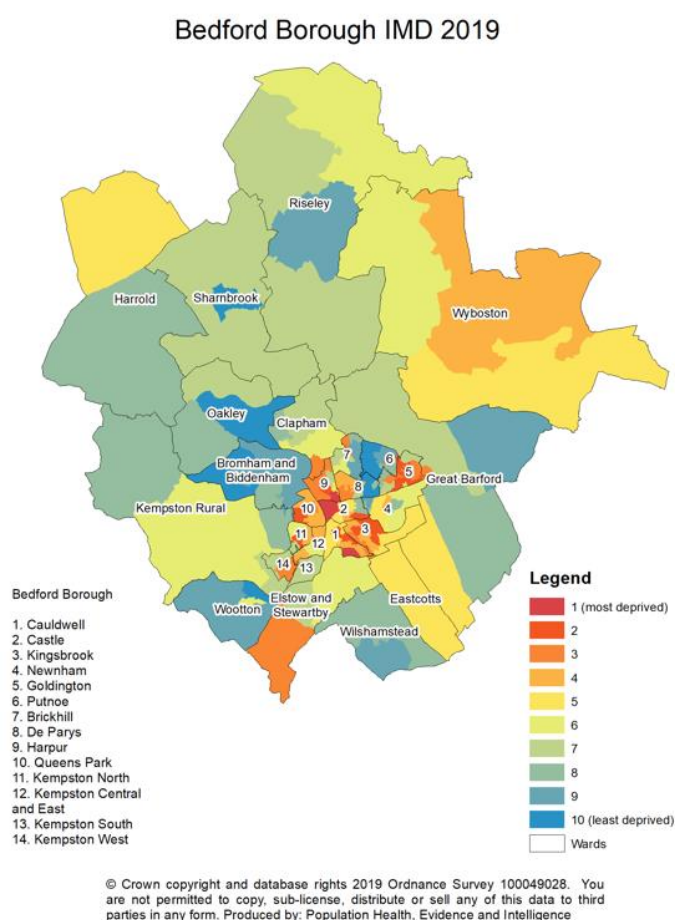 Bedford Borough IMD 2019
Riseley
Harrold
Sharnbrook
Wyboston
Oakley
Clapham
Bromham and
Biddenham
Great Barford
Kempston Rural
7
6
5
9
8
10
2
4
3
11
1
12
14
13
Wootton
Elstow and
Stewartby
Eastcotts
Wilshamstead
Bedford Borough
1. Cauldwell
2. Castle
3. Kingsbrook
4. Newnham
5. Goldington
6. Putnoe
7. Brickhill
8. De Parys
9. Harpur
10. Queens Park
11. Kempston North
12. Kempston Central
and East
13. Kempston South
14. Kempston West
Legend
1 (most deprived)
2
3
4
5
6
7
8
9
10 (least deprived)
Wards
© Crown copyright and database rights 2019 Ordnance Survey 100049028. You
are not permitted to copy, sub-license, distribute or sell any of this data to third
parties in any form. Produced by: Population Health, Evidence and Intelligence